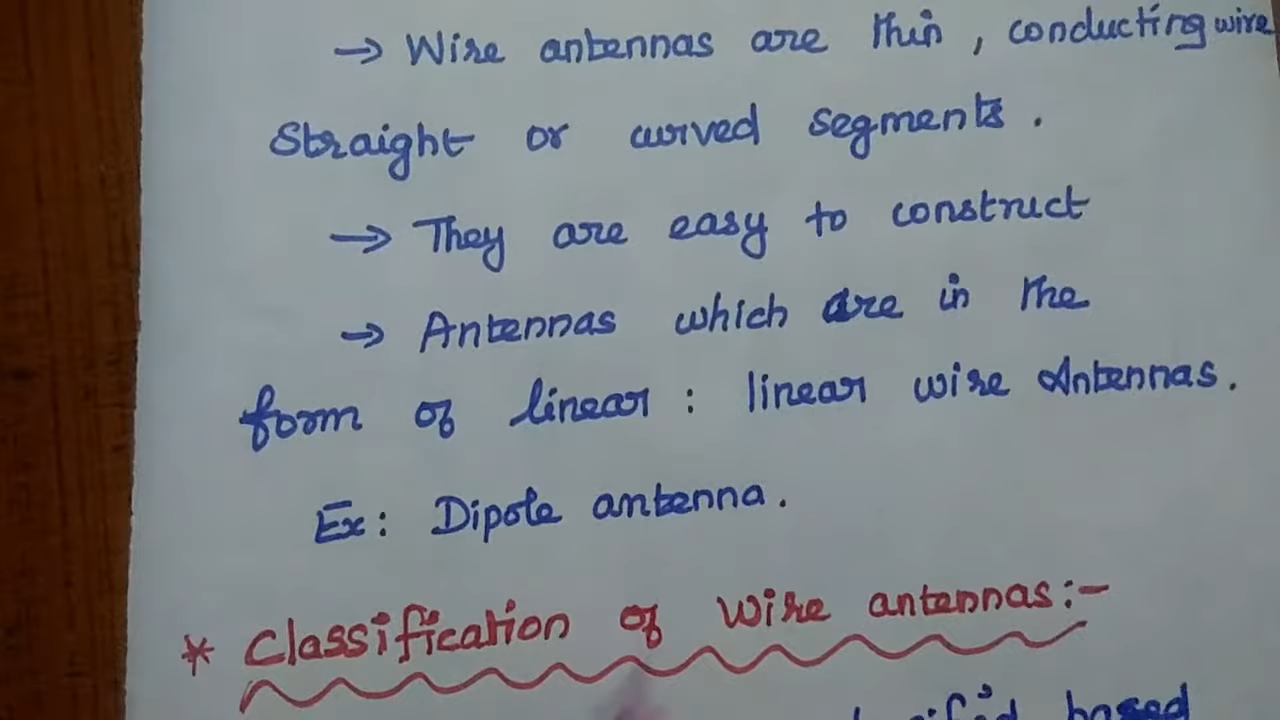 → Wire antennas are thin, conducting wire
Straight or curved segments.
→ They are easy to construct
→ Antennas which are in the
form of linear : linear wire Antennas.
Ex: Dipole antenna.
* Classification of Wire antennas:-
based